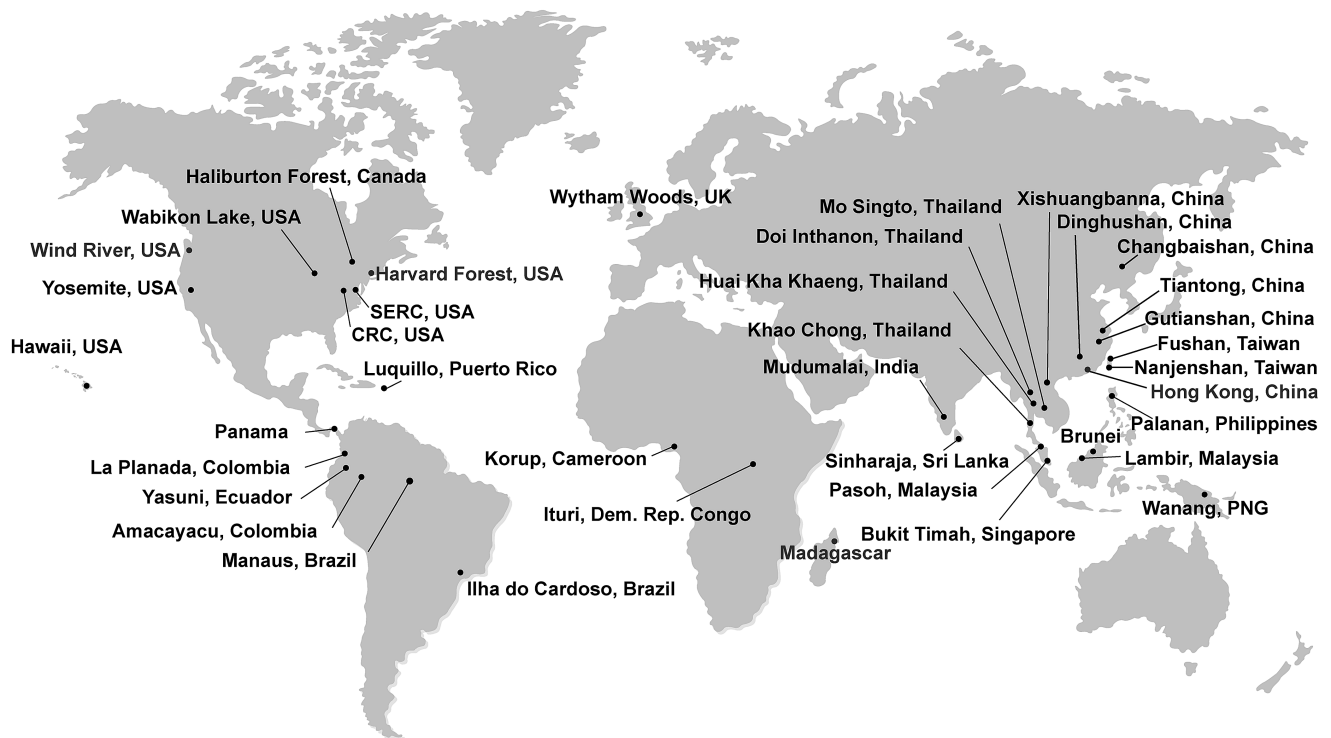 Haliburton Forest, Canada
Wabikon Lake, USA
Wind River, USA
Harvard Forest, USA
Yosemite, USA
SERC, USA
CRC, USA
Hawaii, USA
Luquillo, Puerto Rico
Panama
La Planada, Colombia
Yasuni, Ecuador
Amacayacu, Colombia
Manaus, Brazil
Ilha do Cardoso, Brazil
Wytham Woods, UK
Korup, Cameroon
Ituri, Dem. Rep. Congo
Madagascar
Mo Singto, Thailand
Doi Inthanon, Thailand
Huai Kha Khaeng, Thailand
Khao Chong, Thailand
Mudumalai, India
Sinharaja, Sri Lanka
Pasoh, Malaysia
Bukit Timah, Singapore
Xishuangbanna, China
Dinghushan, China
Changbaishan, China
Tiantong, China
Gutianshan, China
Fushan, Taiwan
Nanjenshan, Taiwan
Hong Kong, China
Palanan, Philippines
Brunei
Lambir, Malaysia
Wanang, PNG